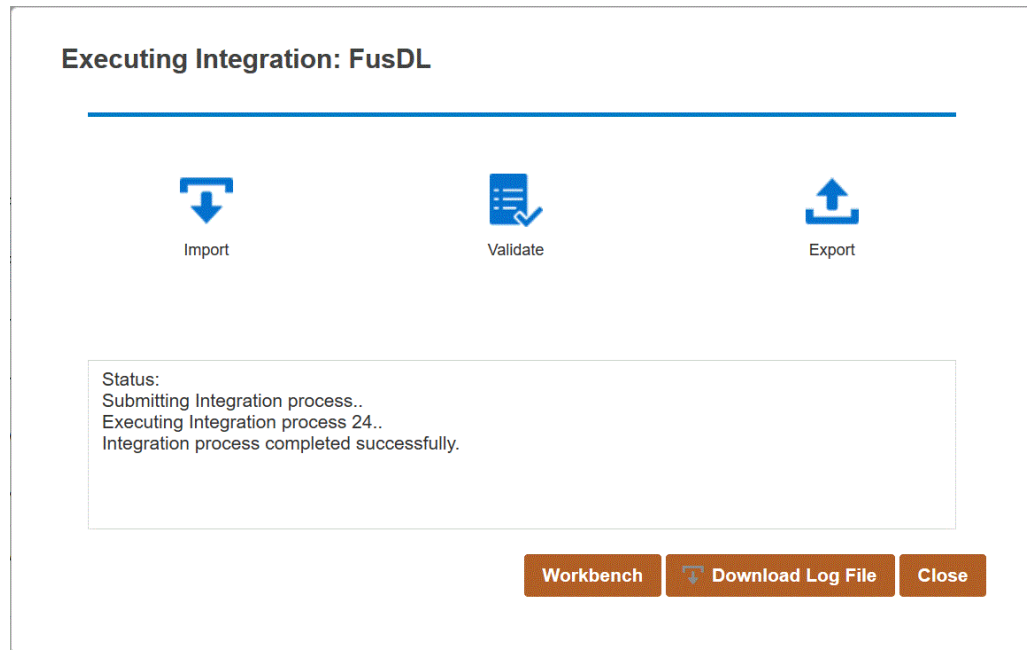 Executing Integration: FusDL
Import
Validate
Export
Status:
Submitting Integration process..
Executing Integration process 24..
Integration process completed successfully.
Workbench
Download Log File
Close